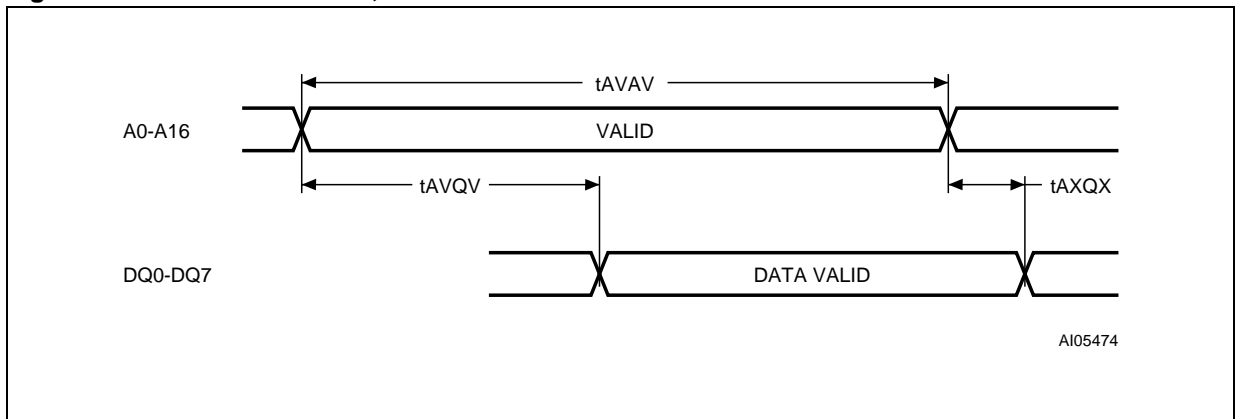 tAVAV
A0-A16
VALID
tAVQV
tAXQX
DQ0-DQ7
DATA VALID
AI05474